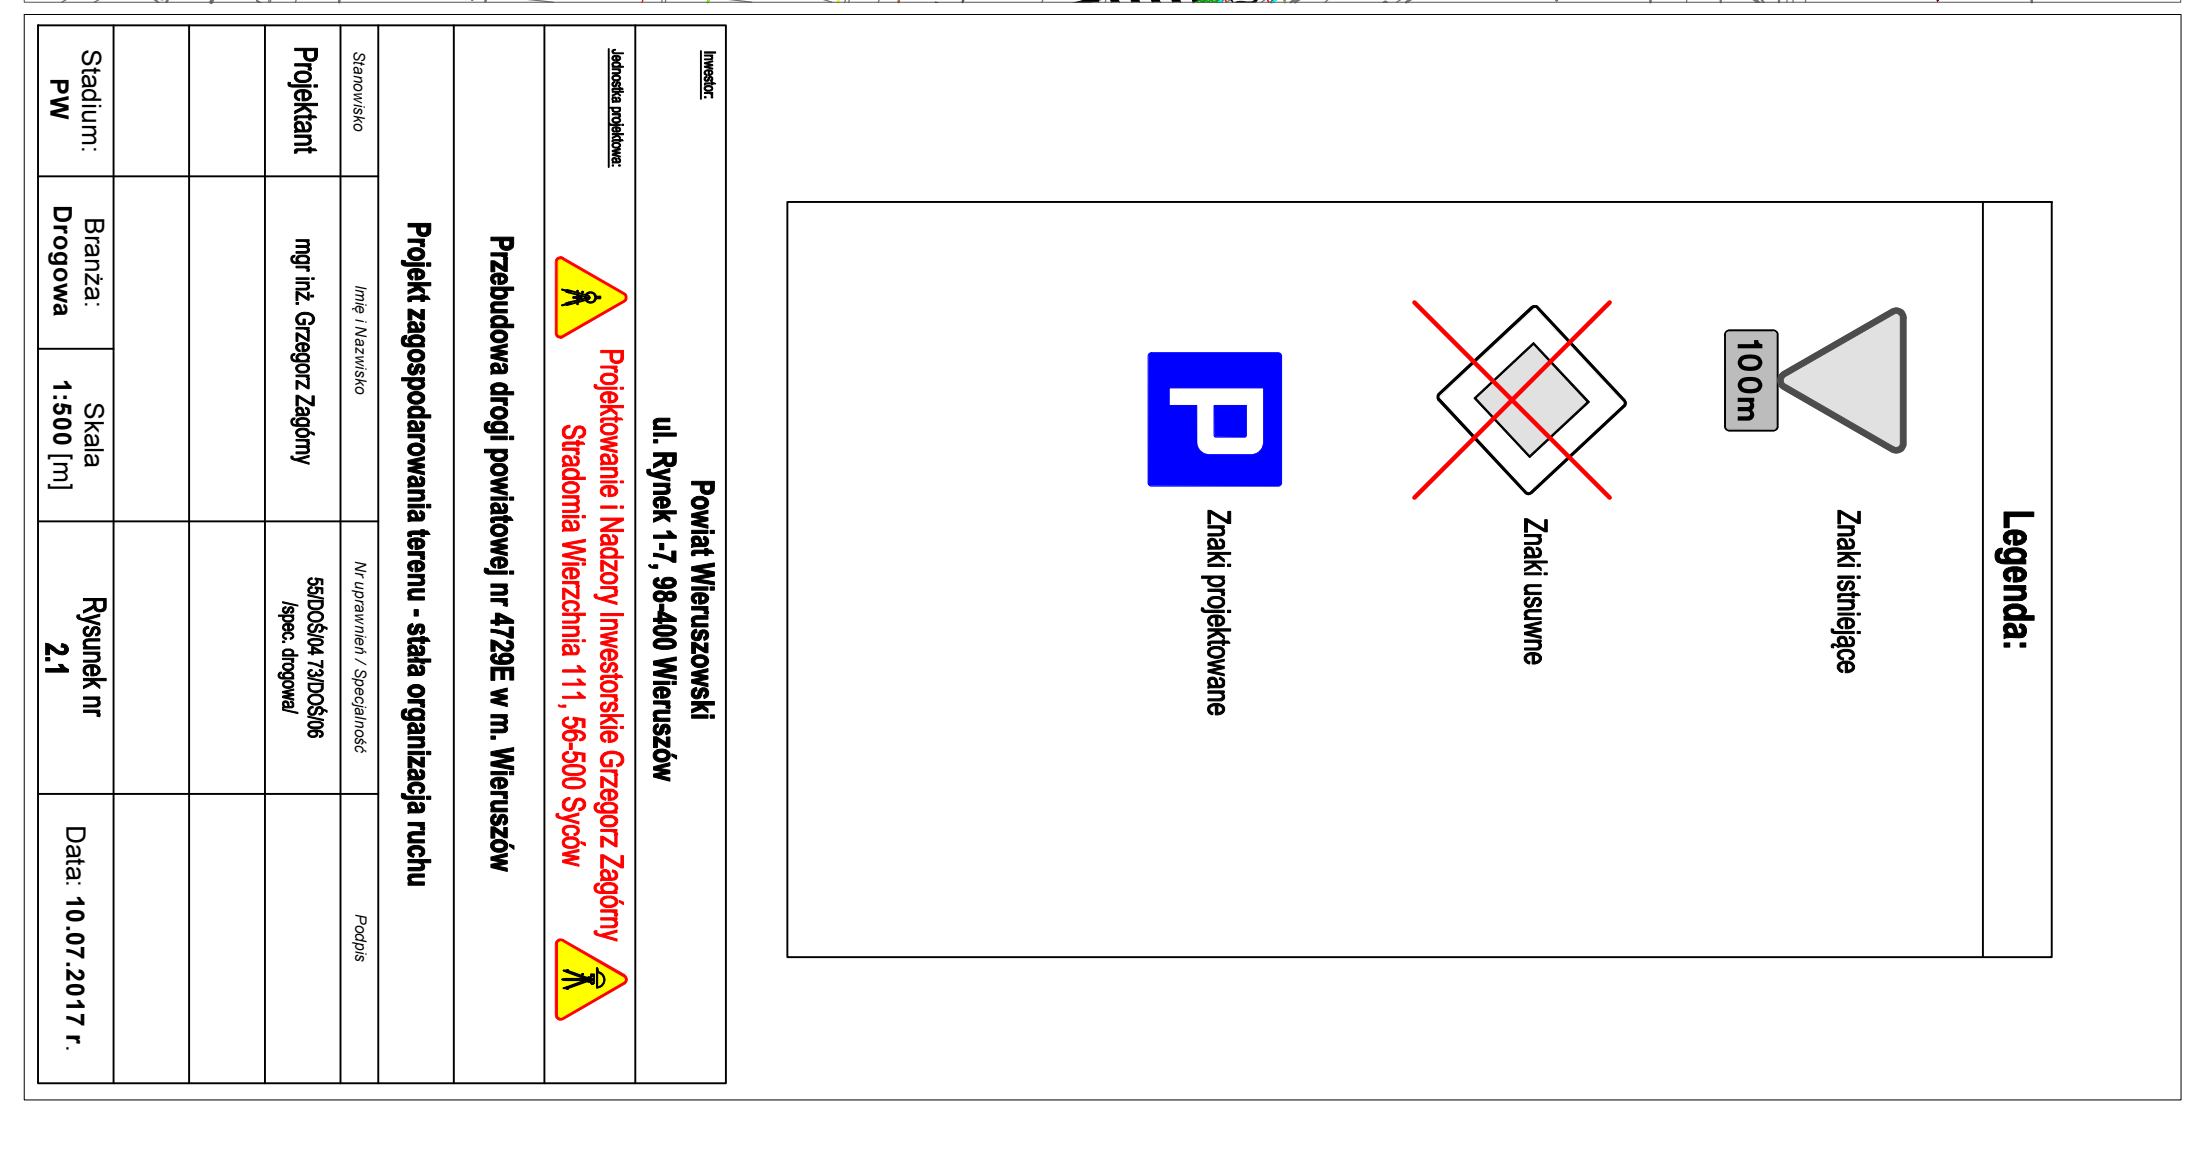 Legenda:
100m
Znaki istniejące
Znaki usuwne
P
Znaki projektowane
Inwestor:
Powiat Wieruszowski
ul. Rynek 1-7, 98-400 Wieruszów
Jednostka projektowa:
Projektowanie i Nadzory Inwestorskie Grzegorz Zagórny
Stradomia Wierzchnia 111, 56-500 Syców
Przebudowa drogi powiatowej nr 4729E w m. Wieruszów
Projekt zagospodarowania terenu - stała organizacja ruchu
Stanowisko
Imię i Nazwisko
Nr uprawnień / Specjalność
Podpis
Projektant
mgr inż. Grzegorz Zagórny
55/DOŚ/04 73/DOŚ/06
/spec. drogowa/
Stadium:
PW
Branża:
Drogowa
Skala
1:500 [m]
Rysunek nr
2.1
Data: 10.07.2017 r.